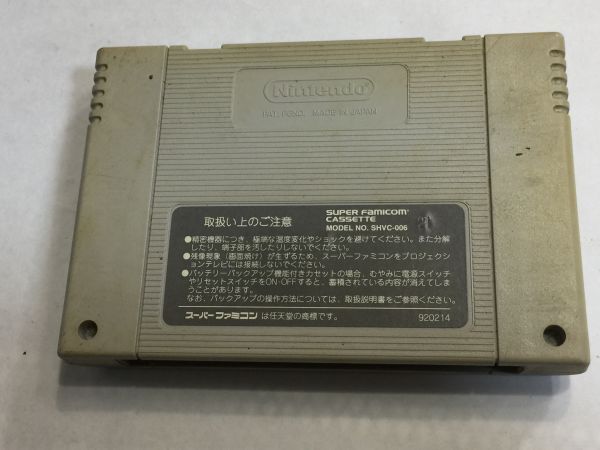 Nintendo
PAT. PEND. MADE IN JAPAN
取扱い上のご注意
SUPER FAMICOM
CASSETTE
MODEL NO. SHVC-006
●精密機器につき、極端な温度変化やショックを避けてください。また分解
したり、端子部を汚したりしないでください。
●残像現象（画面焼け）が生ずるため、スーパーファミコンをプロジェクシ
ョンテレビには接続しないでください。
●バッテリーバックアップ機能付きカセットの場合、むやみに電源スイッチ
やリセットスイッチをON・OFFすると、蓄積されている内容が消えてしま
うことがあります。
なお、バックアップの操作方法については、取扱説明書をご参照ください。
スーパーファミコン は任天堂の商標です。
920214